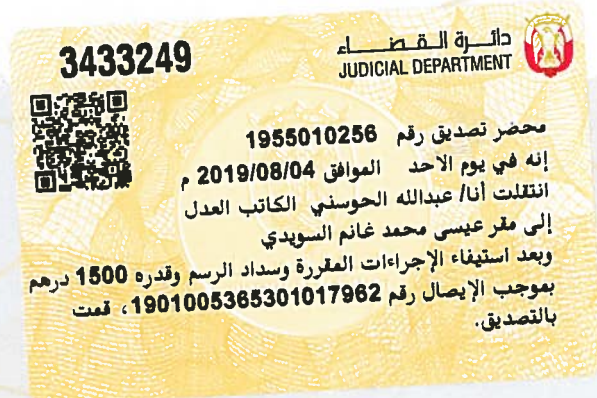 دائرة القضاء
JUDICIAL DEPARTMENT
3433249
محضر تصديق رقم 1955010256
إنه في يوم الاحد الموافق 2019/08/04 م
انتقلت أنا/ عبدالله الحوسني الكاتب العدل
إلى مقر عيسى محمد غانم السويدي
وبعد استيفاء الإجراءات المقررة وسداد الرسم وقدره 1500 درهم
بموجب الإيصال رقم 1901005365301017962، قمت
بالتصديق.